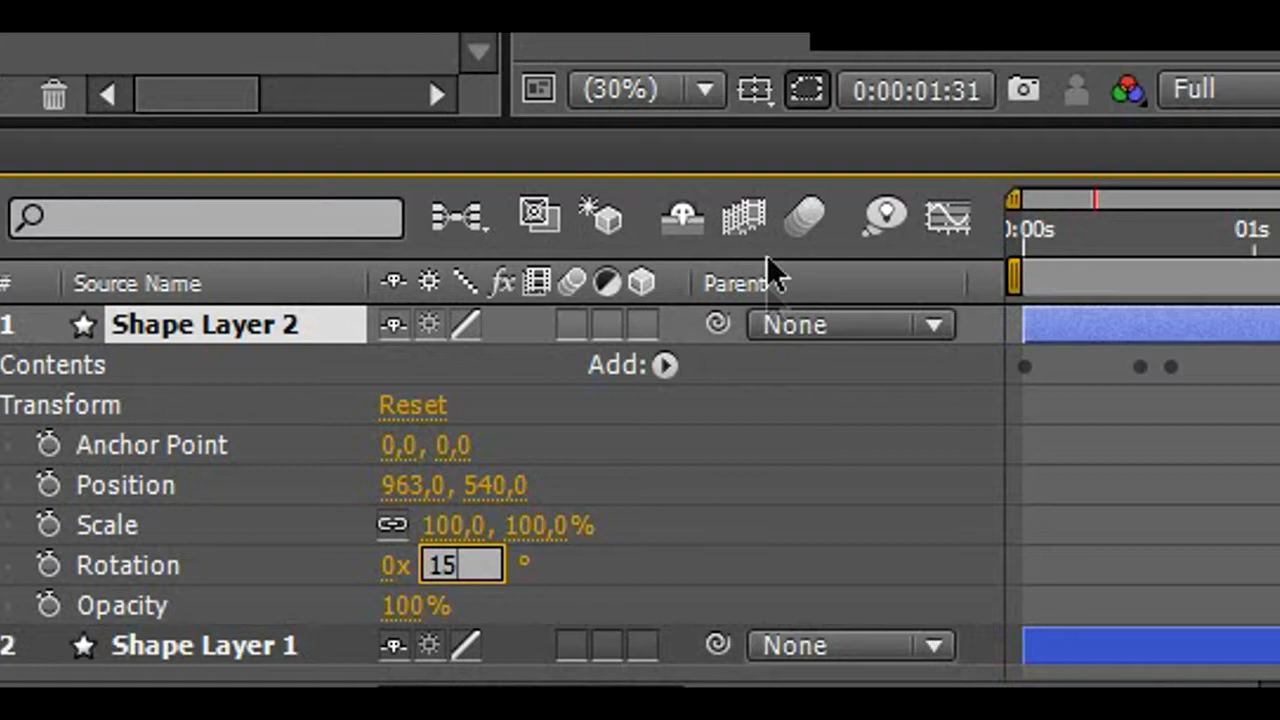 (30%) 0:00:01:31 Full
0:00s 01s
# Source Name fx Parent
1 Shape Layer 2 None
Contents Add:
Transform Reset
Anchor Point 0,0, 0,0
Position 963,0, 540,0
Scale 100,0, 100,0%
Rotation 0x 15 °
Opacity 100%
2 Shape Layer 1 None